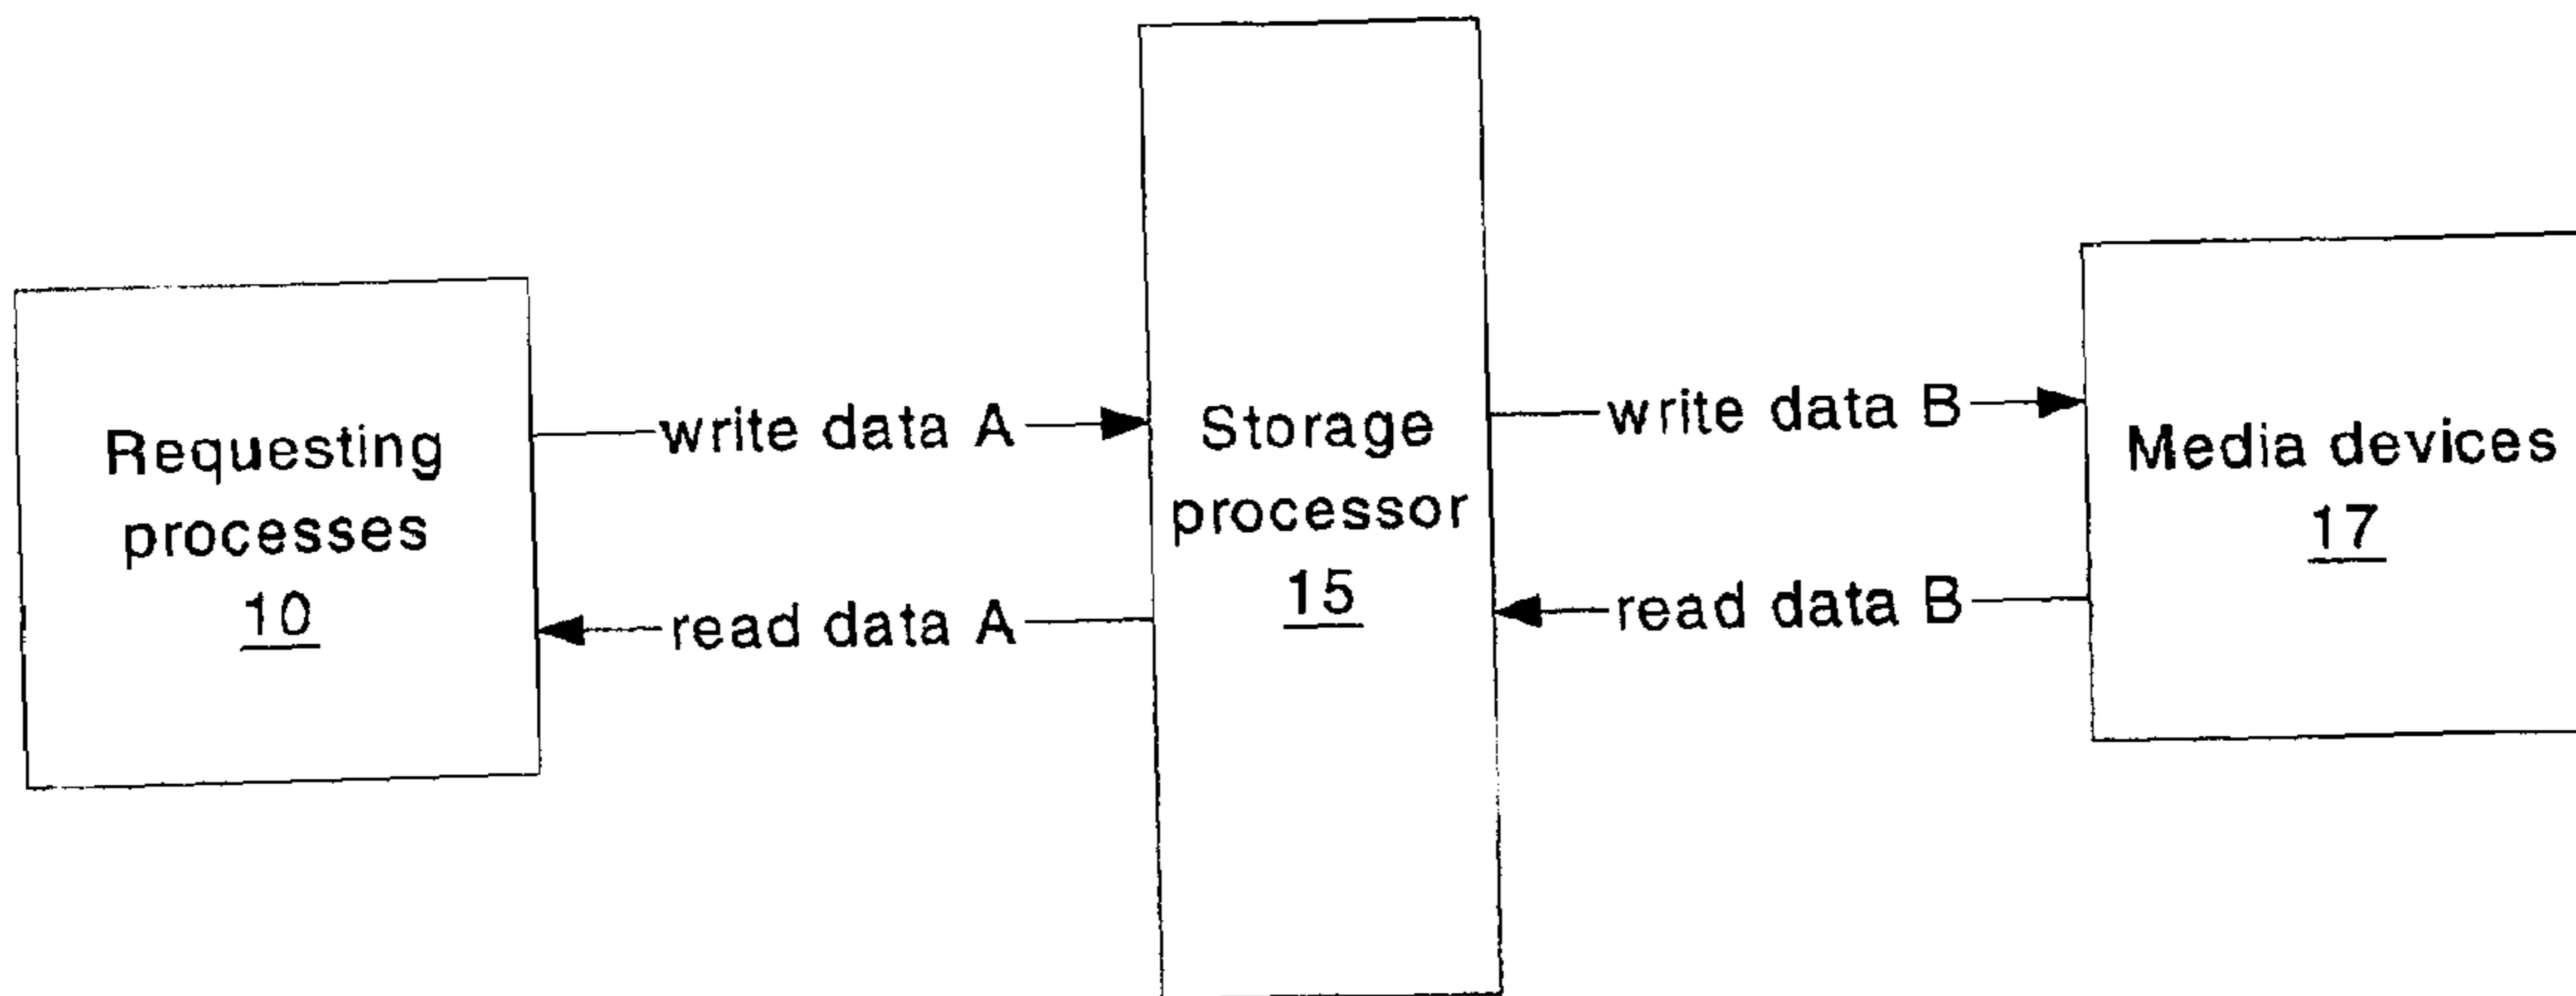 Requesting
processes
10
write data A
read data A
Storage
processor
15
write data B
read data B
Media devices
17